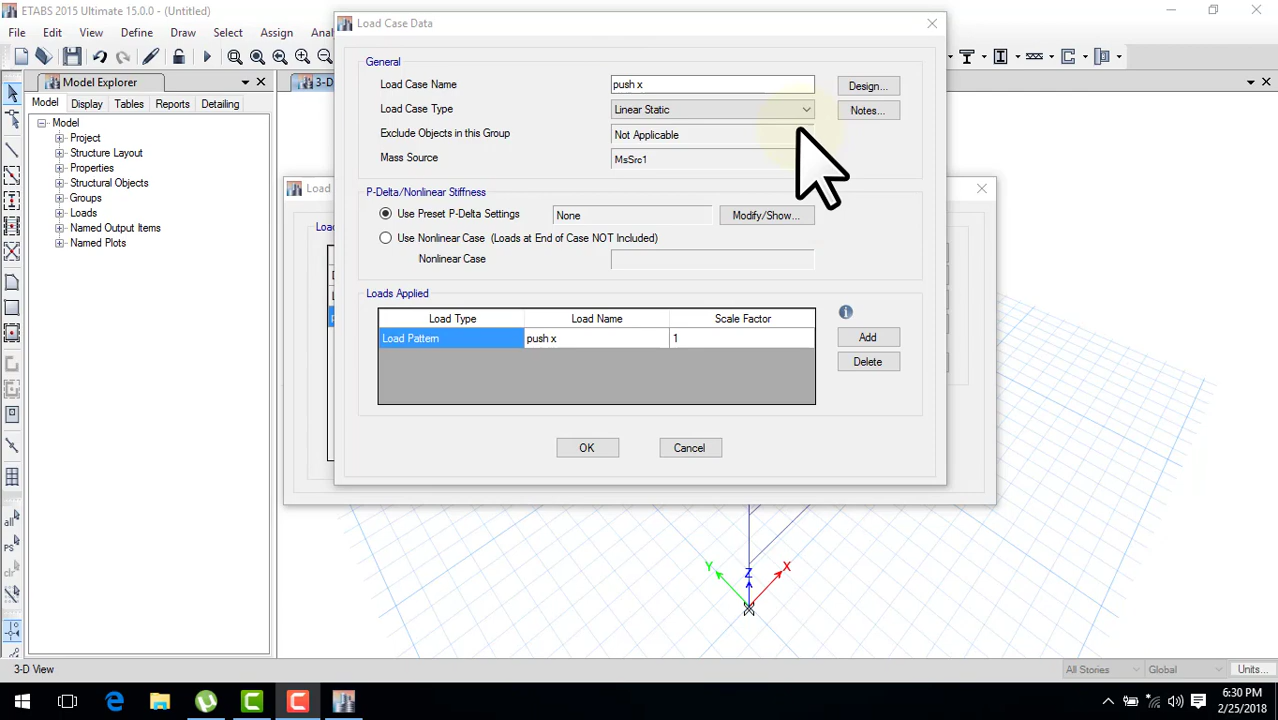 ETABS 2015 Ultimate 15.0.0 - (Untitled)
Load Case Data
File Edit View Define Draw Select Assign
Model Explorer
3-D
Model Display Tables Reports Detailing
Model
Project
Structure Layout
Properties
Structural Objects
Groups
Loads
Named Output Items
Named Plots
General
Load Case Name push x Design...
Load Case Type Linear Static Notes...
Exclude Objects in this Group Not Applicable
Mass Source MsSrc1
P-Delta/Nonlinear Stiffness
Use Preset P-Delta Settings None Modify/Show...
Use Nonlinear Case (Loads at End of Case NOT Included)
Nonlinear Case
Loads Applied
Load Type Load Name Scale Factor
Load Pattern push x 1
Add
Delete
OK Cancel
Load
Y Z X
all
PS
clr
3-D View All Stories Global Units...
6:30 PM
2/25/2018